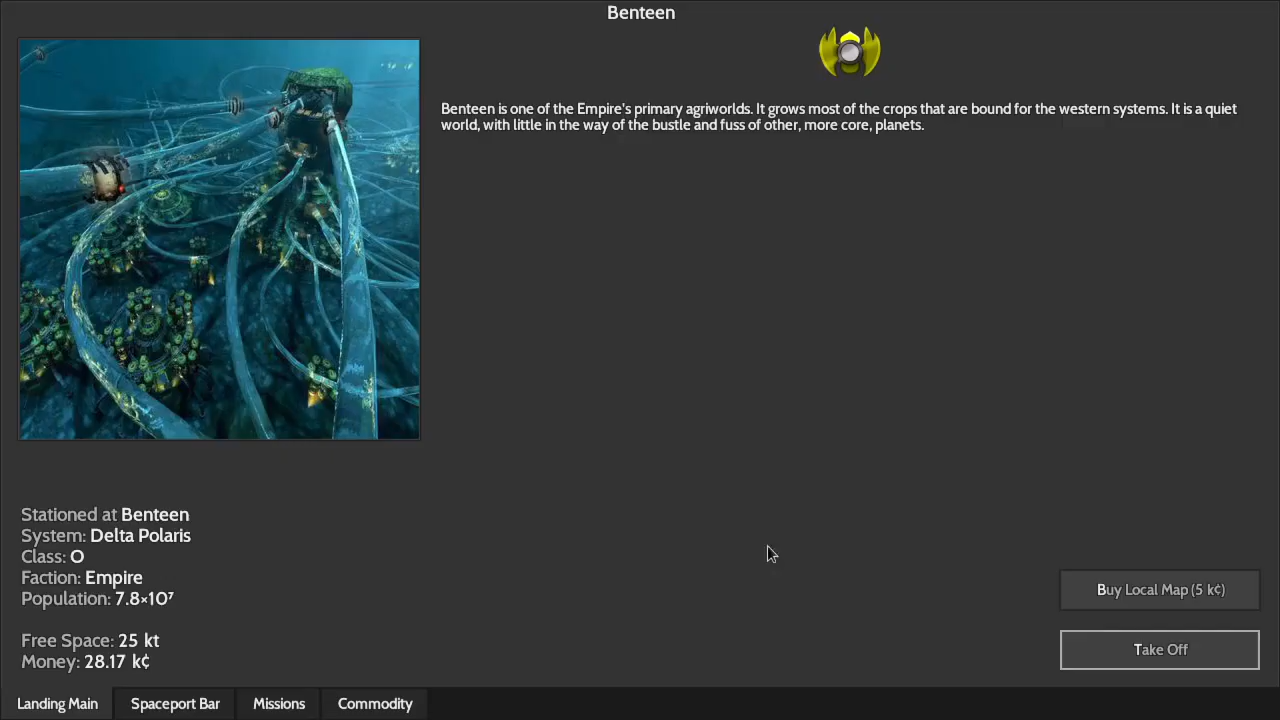 Benteen
Benteen is one of the Empire's primary agriworlds. It grows most of the crops that are bound for the western systems. It is a quiet
world, with little in the way of the bustle and fuss of other, more core, planets.
Stationed at Benteen
System: Delta Polaris
Class: O
Faction: Empire
Population: 7.8×10⁷
Free Space: 25 kt
Money: 28.17 k¢
Buy Local Map (5 k¢)
Take Off
Landing Main
Spaceport Bar
Missions
Commodity